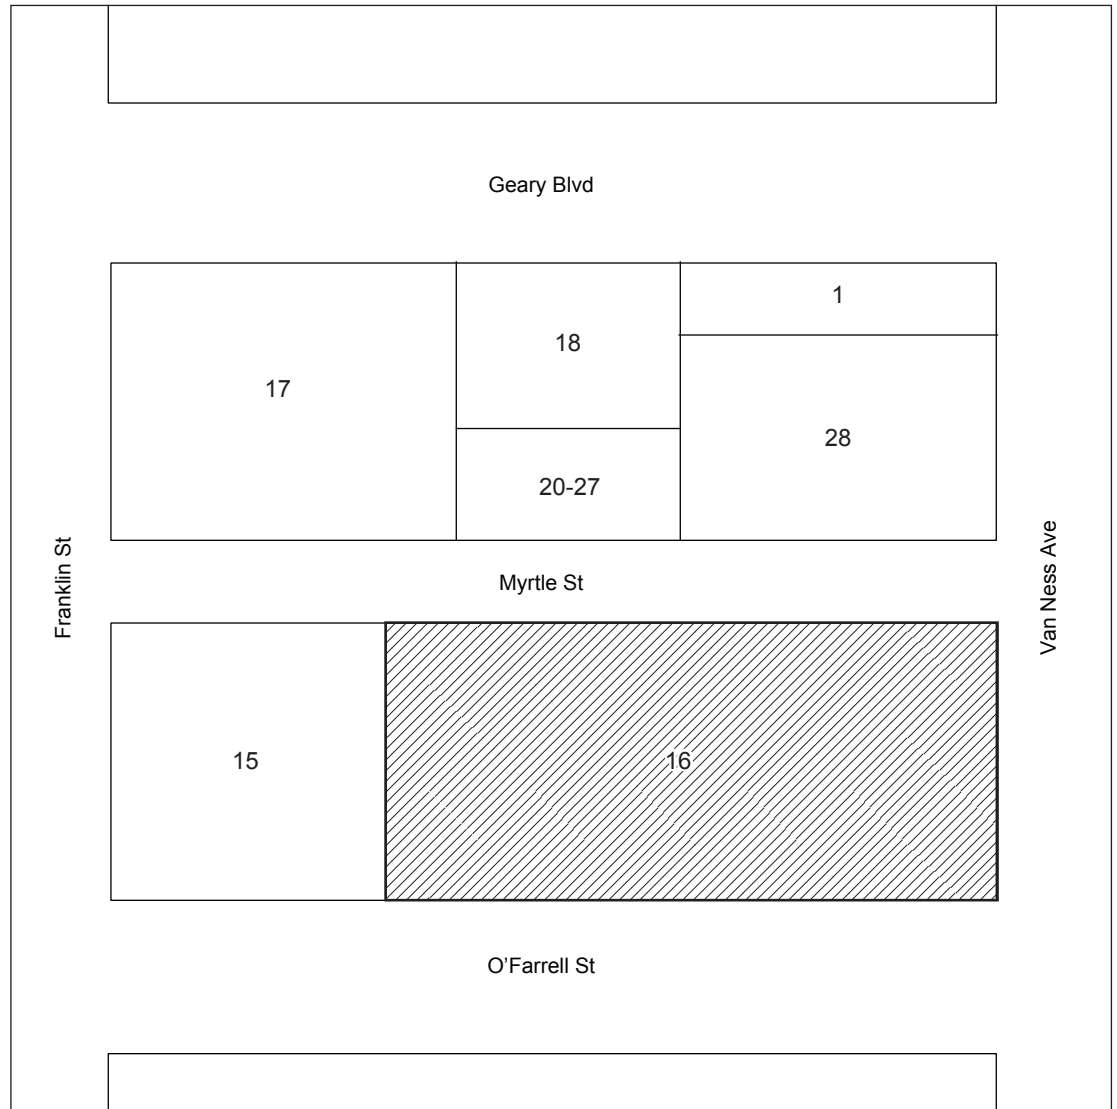 Geary Blvd
1
18
17
28
20-27
Franklin St
Myrtle St
Van Ness Ave
15
16
O’Farrell St